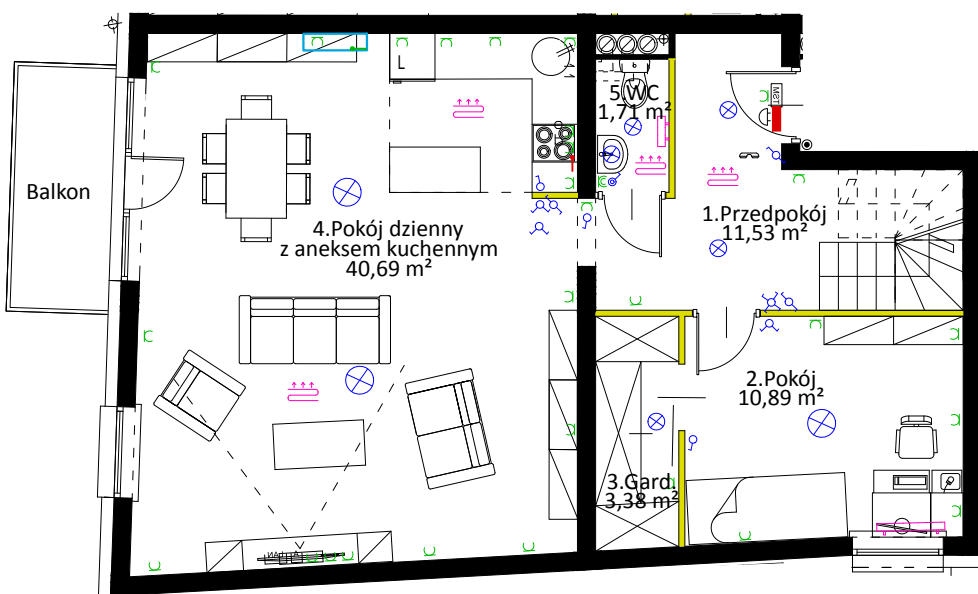 L
5.WC
1,71 m²
MST
Balkon
1.Przedpokój
11,53 m²
4.Pokój dzienny
z aneksem kuchennym
40,69 m²
2.Pokój
10,89 m²
3.Gard.
3,38 m²